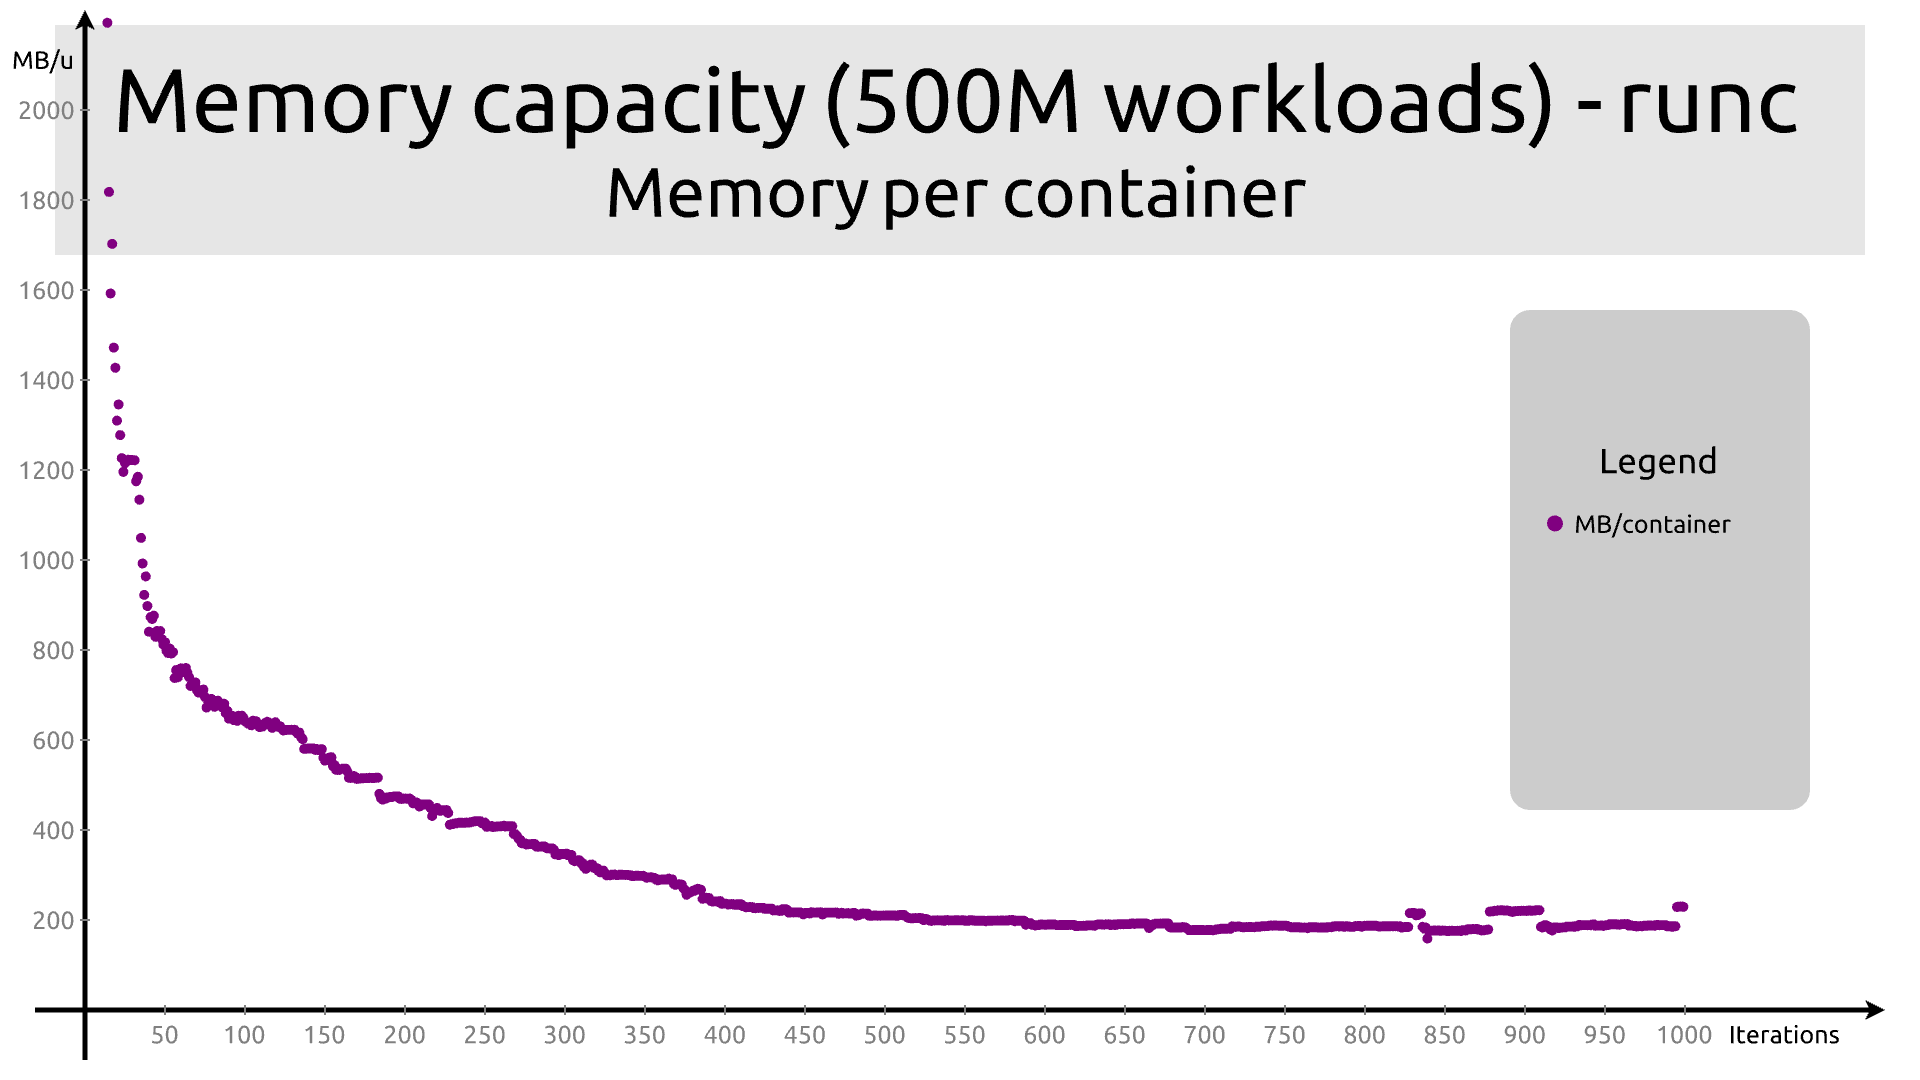 MB/u
Memory capacity (500M workloads) - runc
Memory per container
2000
1800
1600
1400
1200
1000
800
600
400
200
Legend
MB/container
50 100 150 200 250 300 350 400 450 500 550 600 650 700 750 800 850 900 950 1000 Iterations